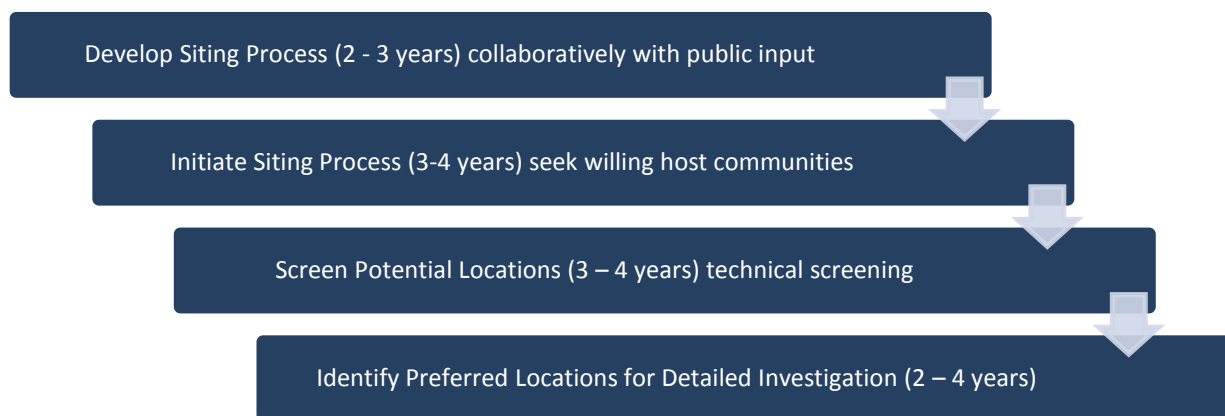 Develop Siting Process (2 - 3 years) collaboratively with public input
Initiate Siting Process (3-4 years) seek willing host communities
Screen Potential Locations (3 – 4 years) technical screening
Identify Preferred Locations for Detailed Investigation (2 – 4 years)